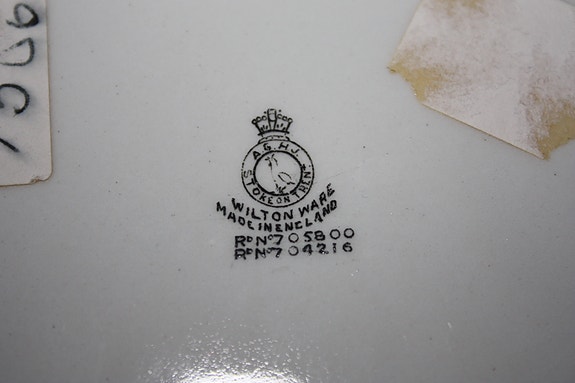 A.G.H.J.
STOKE ON TRENT
WILTON WARE
MADE IN ENGLAND
RD NO 705800
RD NO 704216